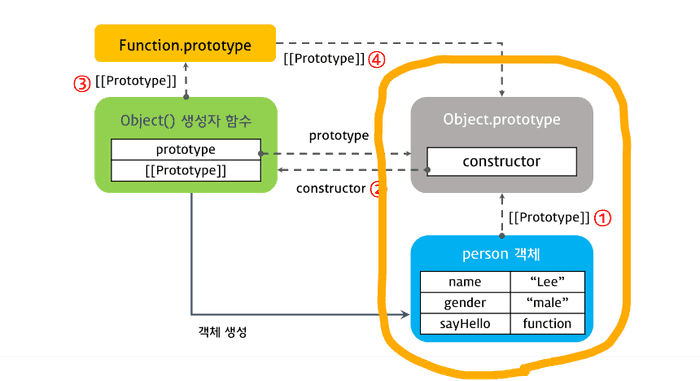 Function.prototype
[[Prototype]] ④
③ [[Prototype]]
Object() 생성자 함수
prototype
[[Prototype]]
prototype
constructor ②
Object.prototype
constructor
[[Prototype]] ①
person 객체
name "Lee"
gender "male"
sayHello function
객체 생성